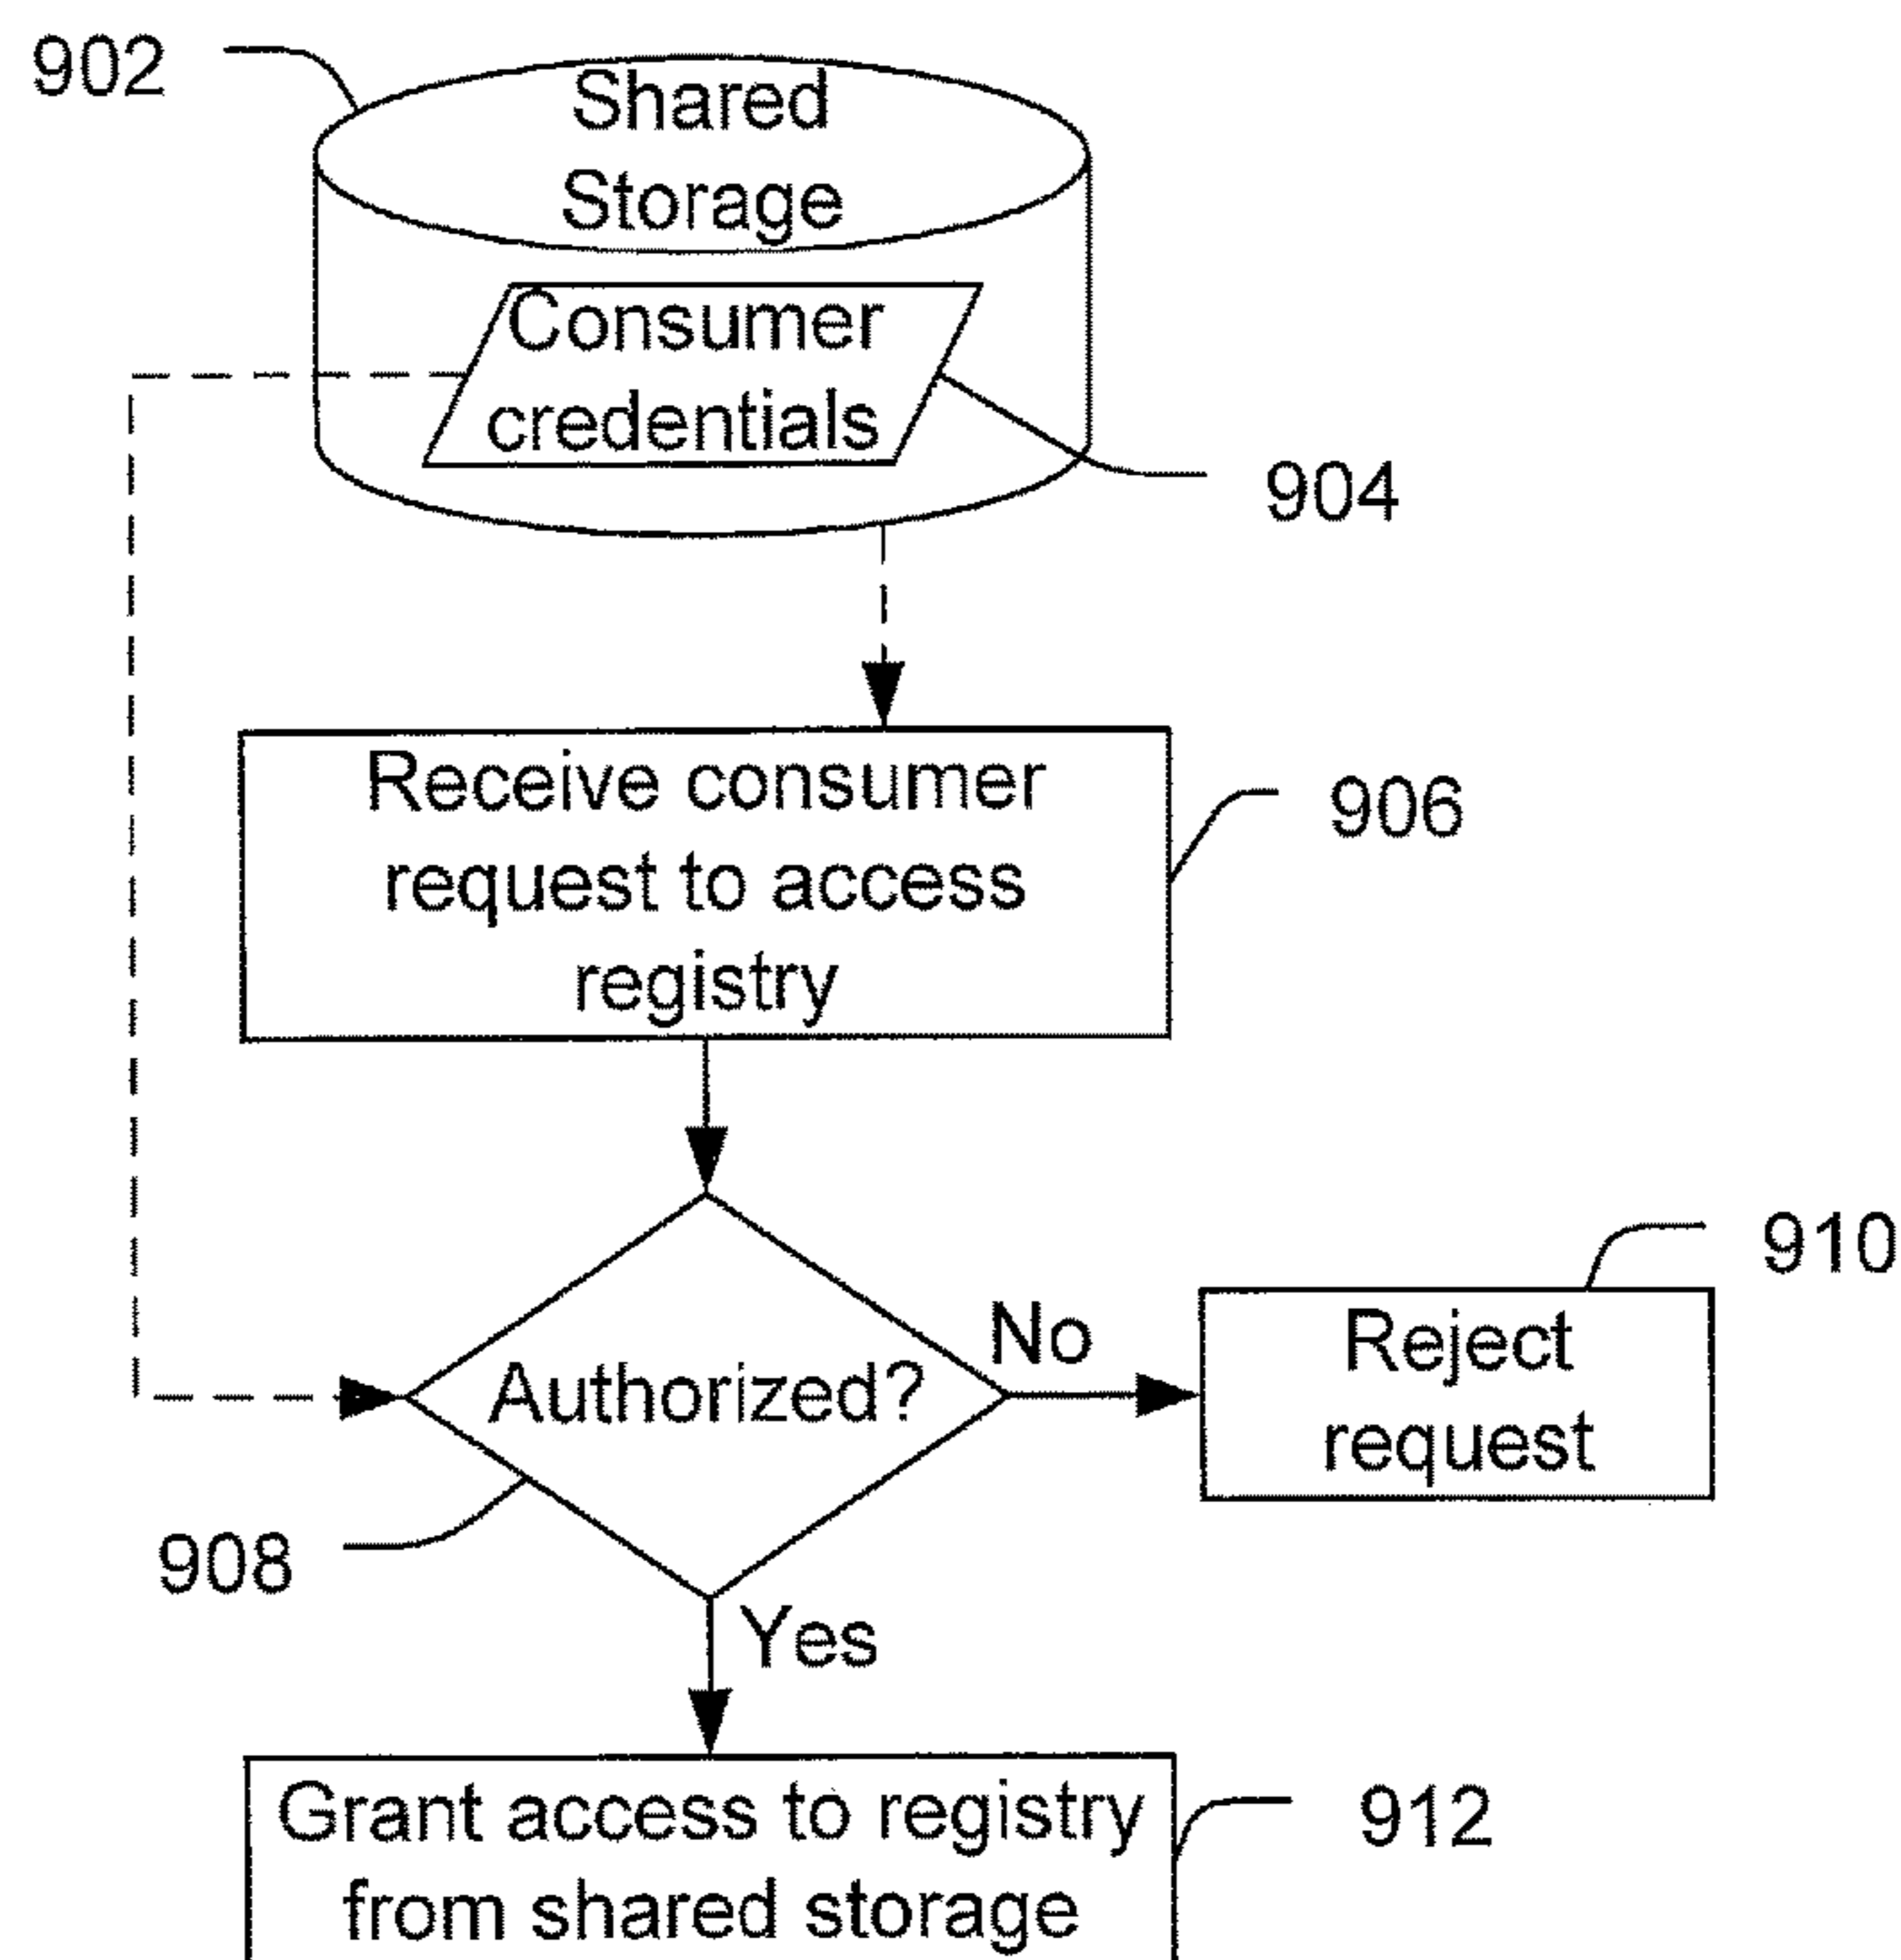 902
Shared
Storage
Consumer
credentials
904
Receive consumer
request to access
registry
906
910
No
Reject
request
Authorized?
908
Yes
Grant access to registry
from shared storage
912